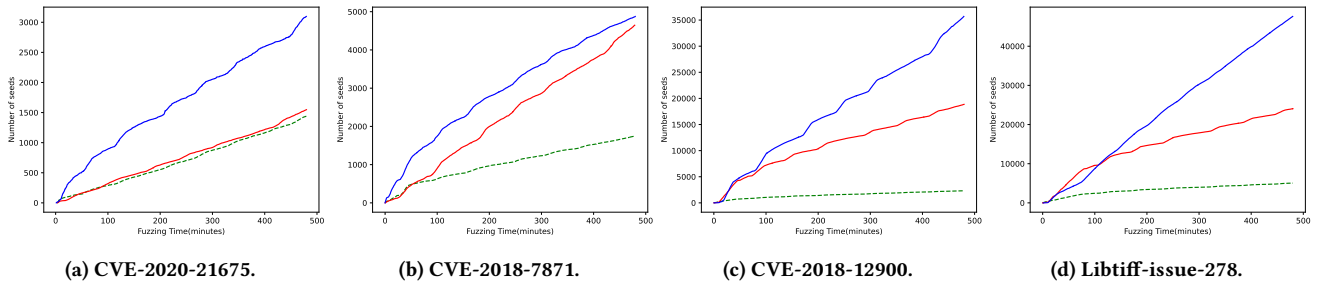 Number of seeds
3000
2500
2000
1500
1000
500
0
0 100 200 300 400 500
Fuzzing Time(minutes)
(a) CVE-2020-21675.
Number of seeds
5000
4000
3000
2000
1000
0
0 100 200 300 400 500
Fuzzing Time(minutes)
(b) CVE-2018-7871.
Number of seeds
35000
30000
25000
20000
15000
10000
5000
0
0 100 200 300 400 500
Fuzzing Time(minutes)
(c) CVE-2018-12900.
Number of seeds
40000
30000
20000
10000
0
0 100 200 300 400 500
Fuzzing Time(minutes)
(d) Libtiff-issue-278.